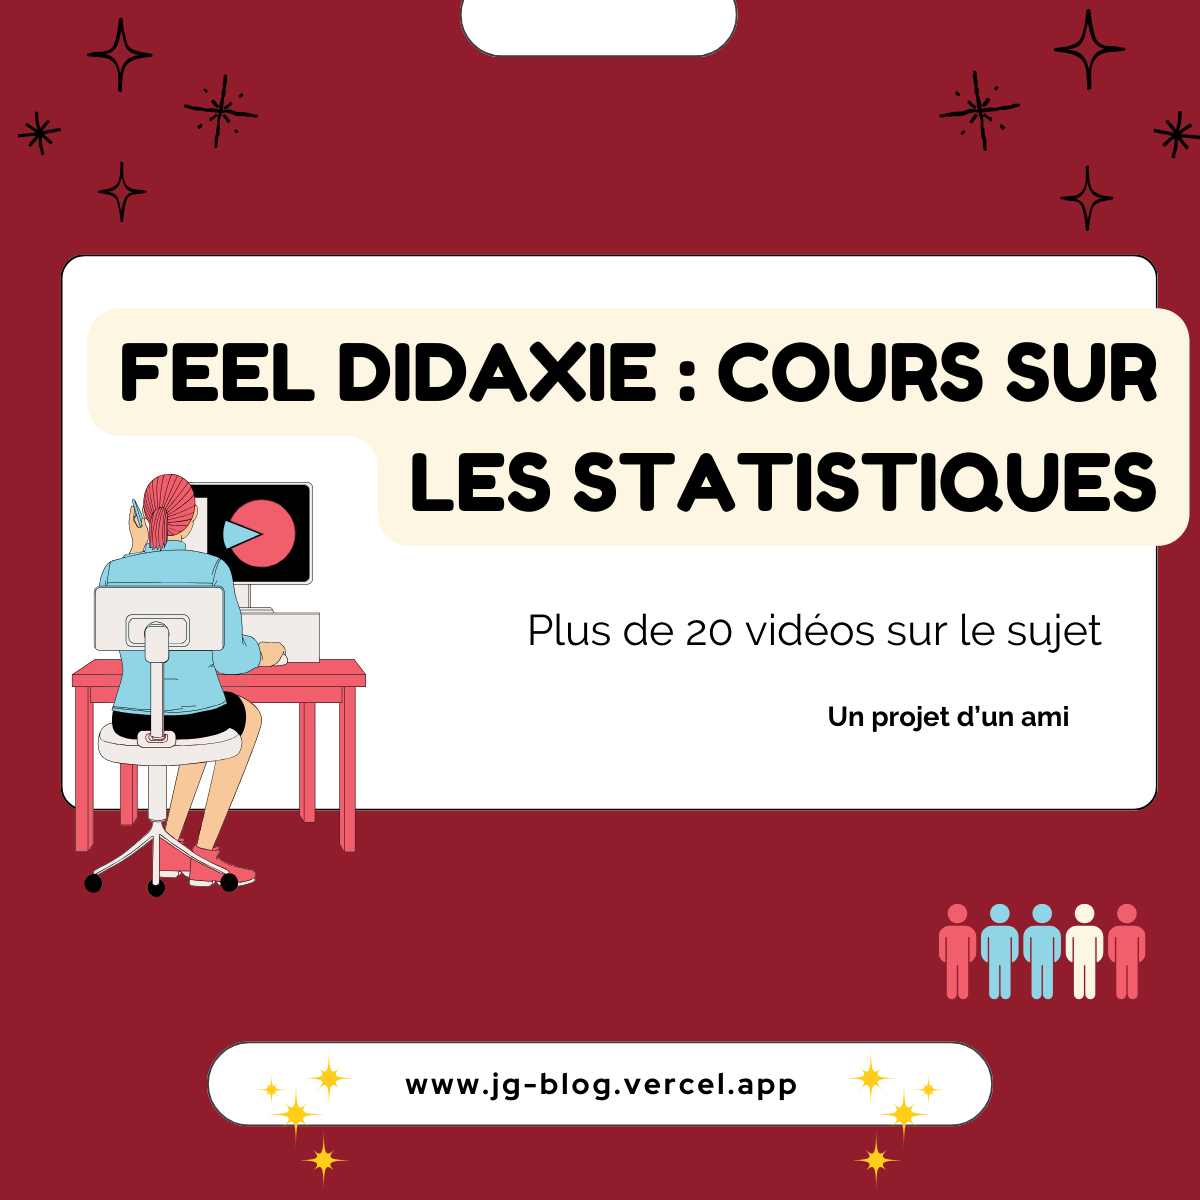 FEEL DIDAXIE : COURS SUR
LES STATISTIQUES
Plus de 20 vidéos sur le sujet
Un projet d’un ami
www.jg-blog.vercel.app